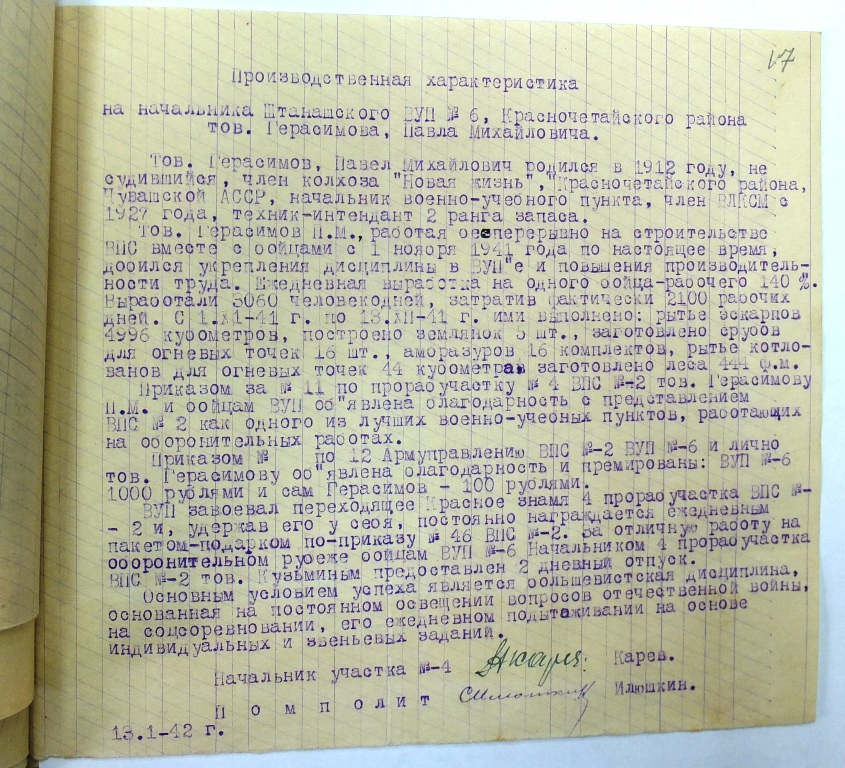 17
Производственная характеристика
на начальника Штанашского ВУП № 6, Красночетайского района
тов. Герасимова, Павла Михайловича.
Тов. Герасимов, Павел Михайлович родился в 1912 году, не
судившийся, член колхоза "Новая жизнь", Красночетайского района,
Чувашской АССР, начальник военно-учебного пункта, член ВЛКСМ с
1927 года, техник-интендант 2 ранга запаса.
Тов. Герасимов П.М., работая бесперерывно на строительстве
ВПС вместе с бойцами с 1 ноября 1941 года по настоящее время,
добился укрепления дисциплины в ВУП"е и повышения производитель-
ности труда. Ежедневная выработка на одного бойца-рабочего 140 %.
Выработали 3060 человекодней, затратив фактически 2100 рабочих
дней. С 1.XI-41 г. по 13.XII-41 г. ими выполнено: рытье эскарпов
4996 кубометров, построено землянок 5 шт., заготовлено срубов
для огневых точек 16 шт., аморазуров 16 комплектов, рытье котло-
ванов для огневых точек 44 кубометра, заготовлено леса 444 ф.м.
Приказом за № 11 по прорабучастку № 4 ВПС №-2 тов. Герасимову
П.М. и бойцам ВУП об"явлена благодарность с представлением
ВПС № 2 как одного из лучших военно-учебных пунктов, работающих
на оборонительных работах.
Приказом № по 12 Армуправлению ВПС №-2 ВУП №-6 и лично
тов. Герасимову об"явлена благодарность и премированы: ВУП №-6
1000 рублями и сам Герасимов - 100 рублями.
ВУП завоевал переходящее Красное знамя 4 прорабучастка ВПС №-
- 2 и, удержав его у себя, постоянно награждается ежедневным
пакетом-подарком по-приказу № 46 ВПС №-2. За отличную работу на
оборонительном рубеже бойцам ВУП №-6 Начальником 4 прорабучастка
ВПС №-2 тов. Кузьминым предоставлен 2 дневный отпуск.
Основным условием успеха является большевистская дисциплина,
основанная на постоянном освещении вопросов отечественной войны,
на соцсоревновании, его ежедневном подытаживании на основе
индивидуальных и звеньевых заданий.
Начальник участка №-4 Карев.
П о м п о л и т Илюшкин.
13.1-42 г.